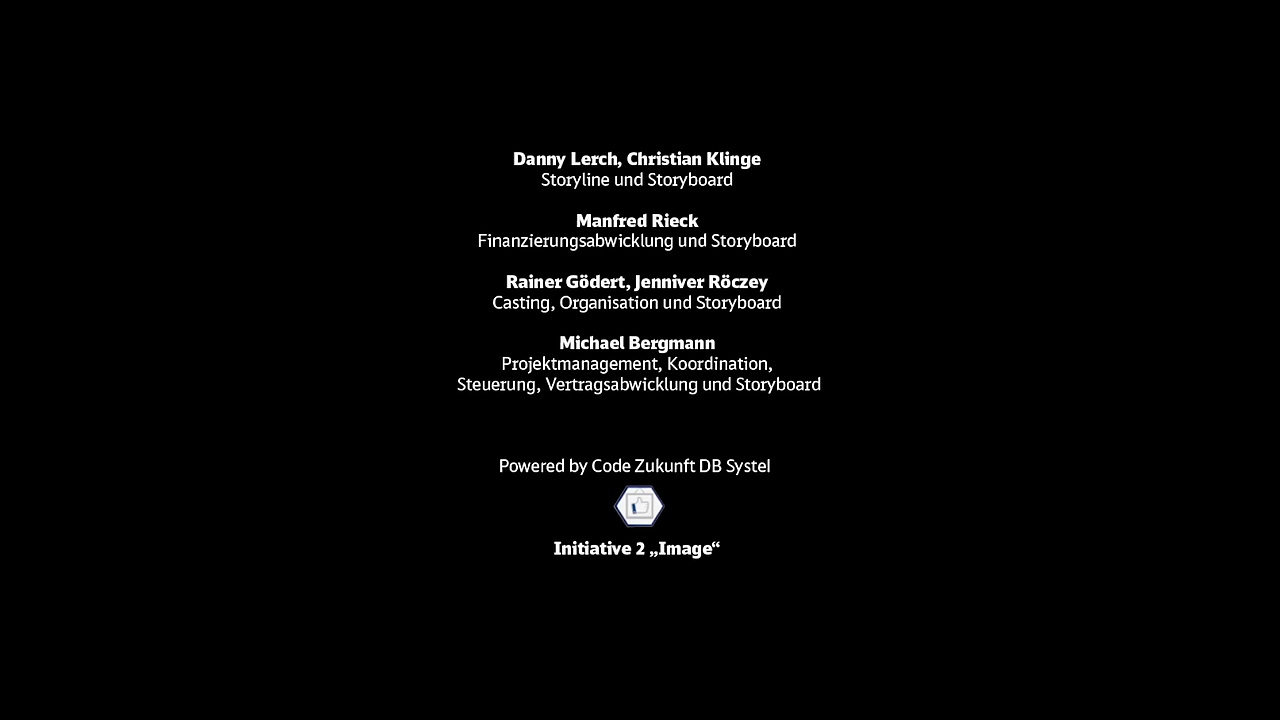 Danny Lerch, Christian Klinge
Storyline und Storyboard
Manfred Rieck
Finanzierungsabwicklung und Storyboard
Rainer Gödert, Jenniver Röczey
Casting, Organisation und Storyboard
Michael Bergmann
Projektmanagement, Koordination,
Steuerung, Vertragsabwicklung und Storyboard
Powered by Code Zukunft DB Systel
Initiative 2 „Image“